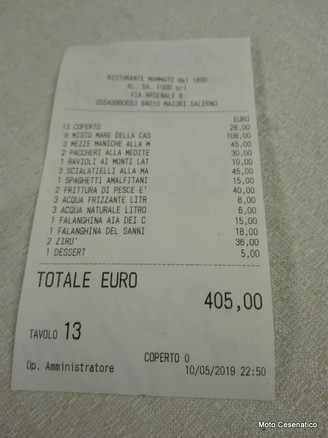 RISTORANTE MAMMATO dal 1890
AL. SA. FOOD srl
VIA ARSENALE 6
84010 MAIORI SALERNO
EURO
13 COPERTO 26,00
6 MISTO MARE DELLA CAS 108,00
3 MEZZE MANICHE ALLA M 45,00
2 PACCHERI ALLA MEDITE 30,00
1 RAVIOLI AI MONTI LAT 10,00
3 SCIALATIELLI ALLA MA 45,00
1 SPAGHETTI AMALFITANI 15,00
2 FRITTURA DI PESCE E' 40,00
3 ACQUA FRIZZANTE LITR 6,00
3 ACQUA NATURALE LITRO 6,00
1 FALANGHINA AIA DEI C 15,00
1 FALANGHINA DEL SANNI 18,00
2 ZIRU' 36,00
1 DESSERT 5,00
TOTALE EURO
405,00
TAVOLO 13
COPERTO 0
Op. Amministratore 10/05/2019 22:50
Moto Cesenatico